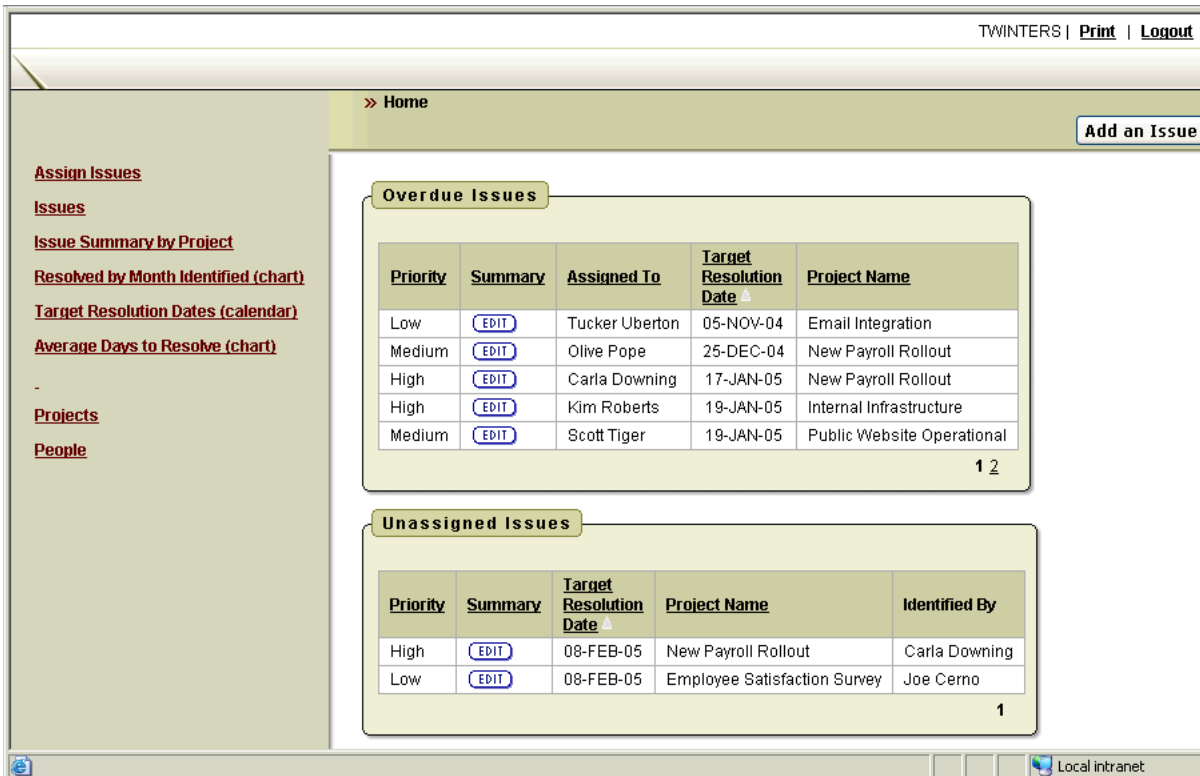 TWINTERS | Print | Logout
» Home
Add an Issue
Assign Issues
Issues
Issue Summary by Project
Resolved by Month Identified (chart)
Target Resolution Dates (calendar)
Average Days to Resolve (chart)
-
Projects
People
Overdue Issues
Priority Summary Assigned To Target Resolution Date Project Name
Low EDIT Tucker Uberton 05-NOV-04 Email Integration
Medium EDIT Olive Pope 25-DEC-04 New Payroll Rollout
High EDIT Carla Downing 17-JAN-05 New Payroll Rollout
High EDIT Kim Roberts 19-JAN-05 Internal Infrastructure
Medium EDIT Scott Tiger 19-JAN-05 Public Website Operational
1 2
Unassigned Issues
Priority Summary Target Resolution Date Project Name Identified By
High EDIT 08-FEB-05 New Payroll Rollout Carla Downing
Low EDIT 08-FEB-05 Employee Satisfaction Survey Joe Cerno
1
Local intranet